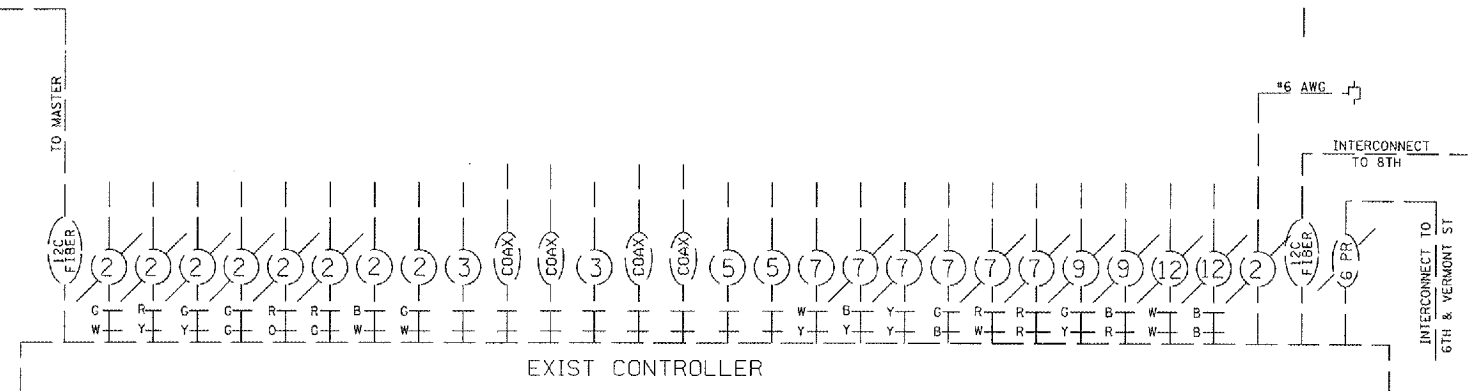 TO MASTER
#6 AWG
INTERCONNECT
TO 8TH
INTERCONNECT TO
6TH & VERMONT ST
12C FIBER 2 2 2 2 2 2 2 2 3 COAX COAX 3 COAX COAX 5 5 7 7 7 7 7 7 9 9 12 12 2 12C FIBER 6 PR
G R G G R R B G W B Y G R R G B W B
W Y Y G O G W W Y Y Y B W R Y R W B
EXIST CONTROLLER